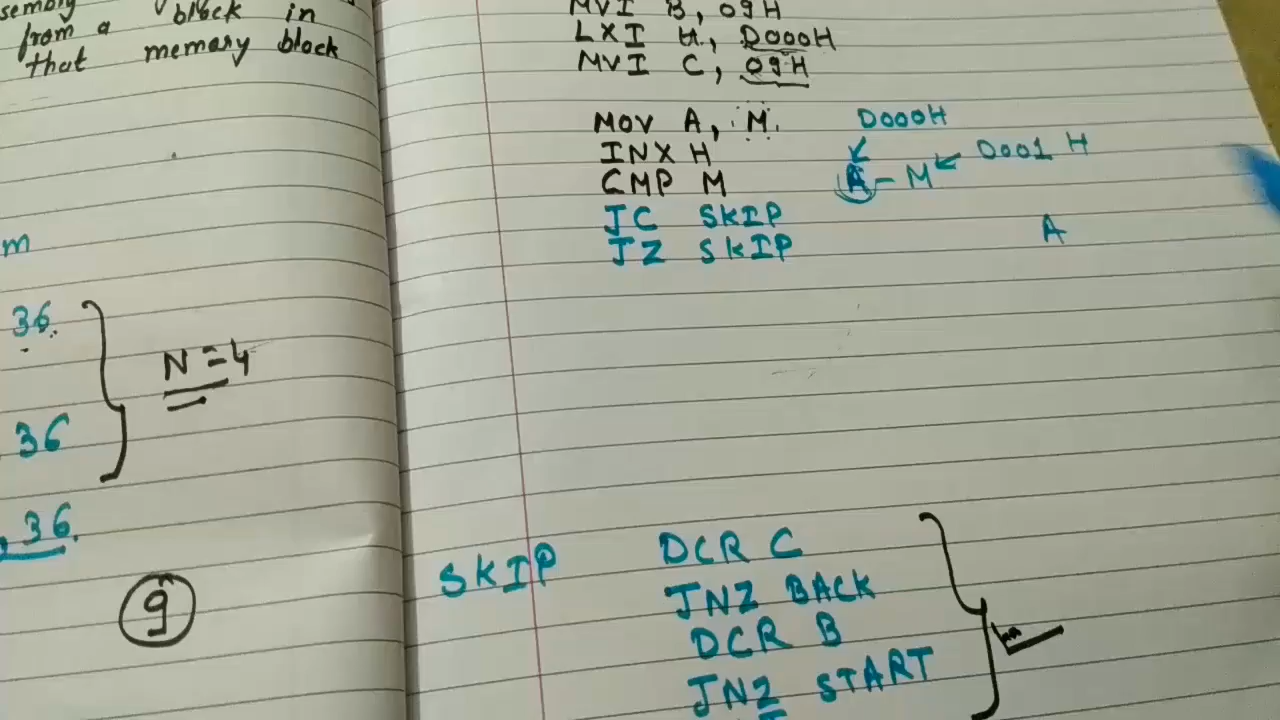 block in
from a
that memory block
m
36.
N=4
36
36.
9
MVI B, 09H
LXI H, D000H
MVI C, 09H
MOV A, M. D000H
INX H D001 H
CMP M A - M
JC SKIP A
JZ SKIP
SKIP DCR C
JNZ BACK
DCR B
JNZ START